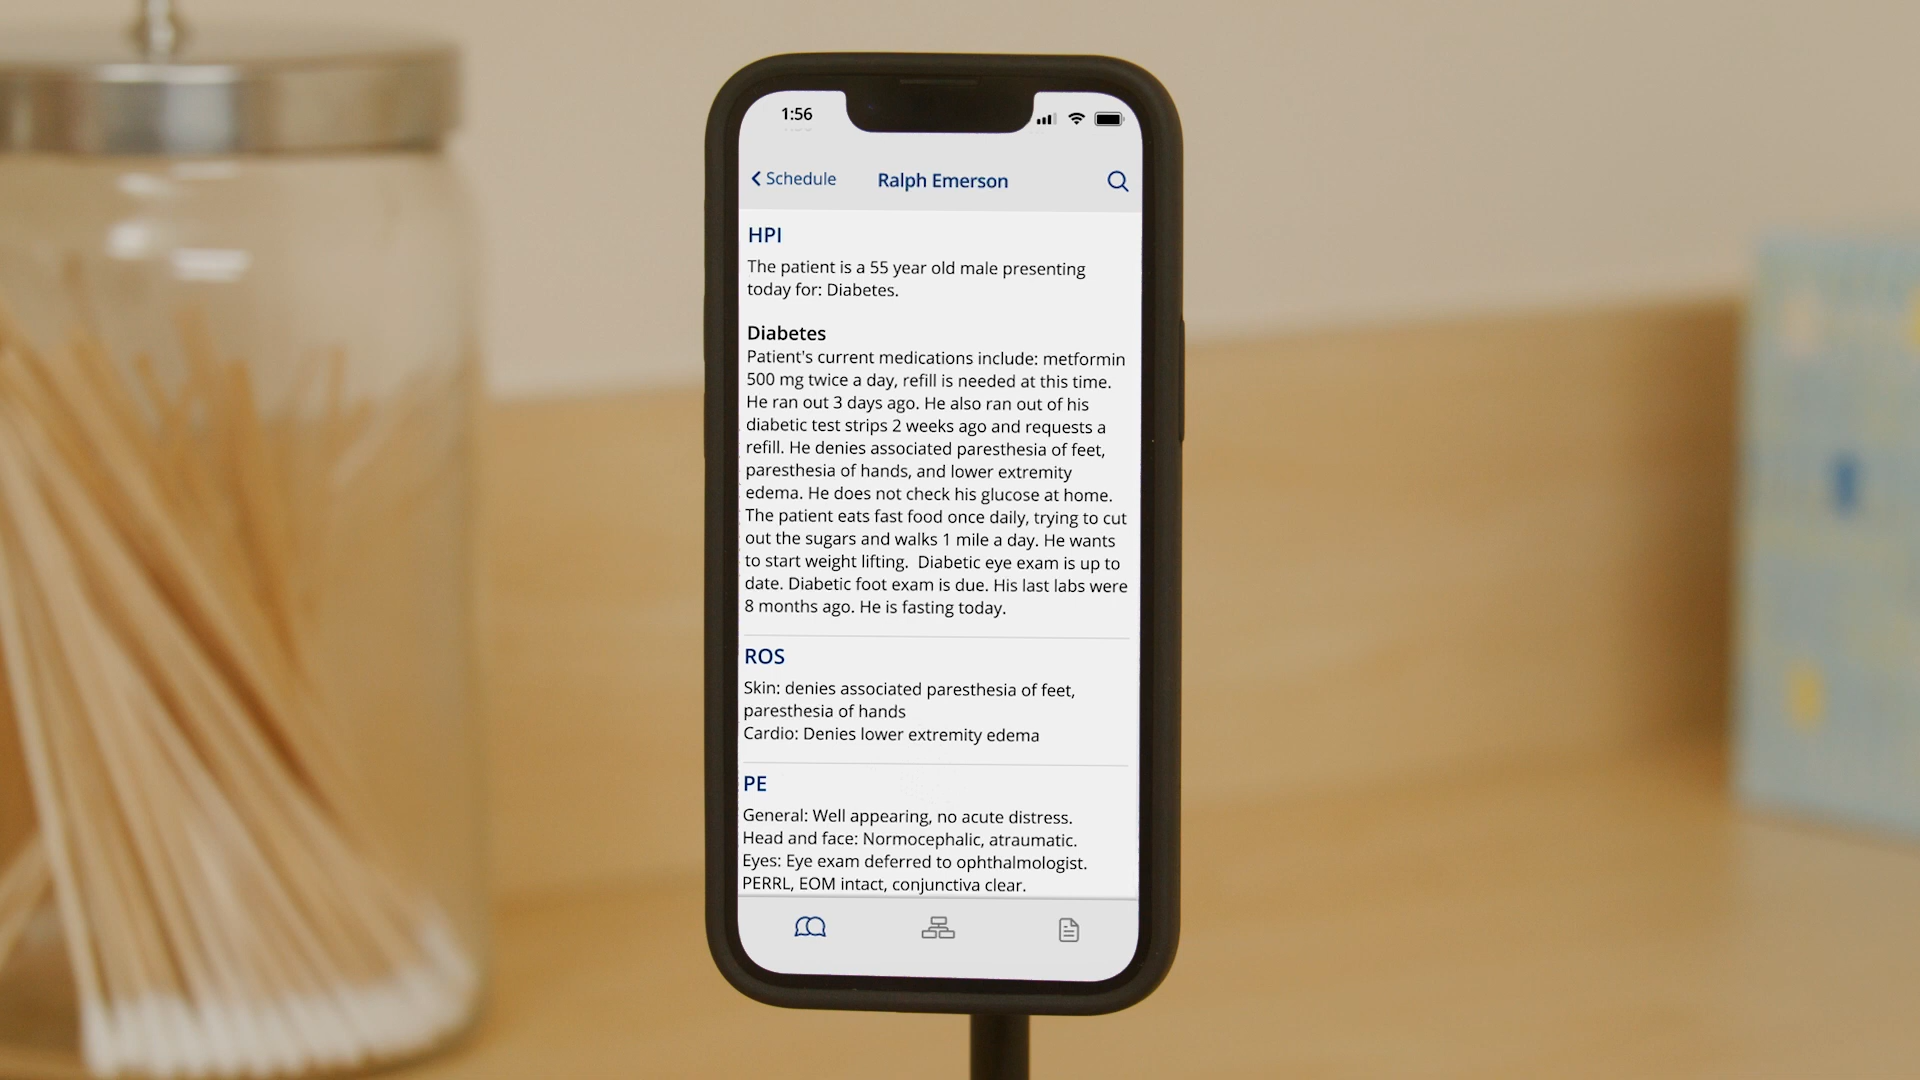 1:56
Schedule
Ralph Emerson
HPI
The patient is a 55 year old male presenting
today for: Diabetes.
Diabetes
Patient's current medications include: metformin
500 mg twice a day, refill is needed at this time.
He ran out 3 days ago. He also ran out of his
diabetic test strips 2 weeks ago and requests a
refill. He denies associated paresthesia of feet,
paresthesia of hands, and lower extremity
edema. He does not check his glucose at home.
The patient eats fast food once daily, trying to cut
out the sugars and walks 1 mile a day. He wants
to start weight lifting.  Diabetic eye exam is up to
date. Diabetic foot exam is due. His last labs were
8 months ago. He is fasting today.
ROS
Skin: denies associated paresthesia of feet,
paresthesia of hands
Cardio: Denies lower extremity edema
PE
General: Well appearing, no acute distress.
Head and face: Normocephalic, atraumatic.
Eyes: Eye exam deferred to ophthalmologist.
PERRL, EOM intact, conjunctiva clear.